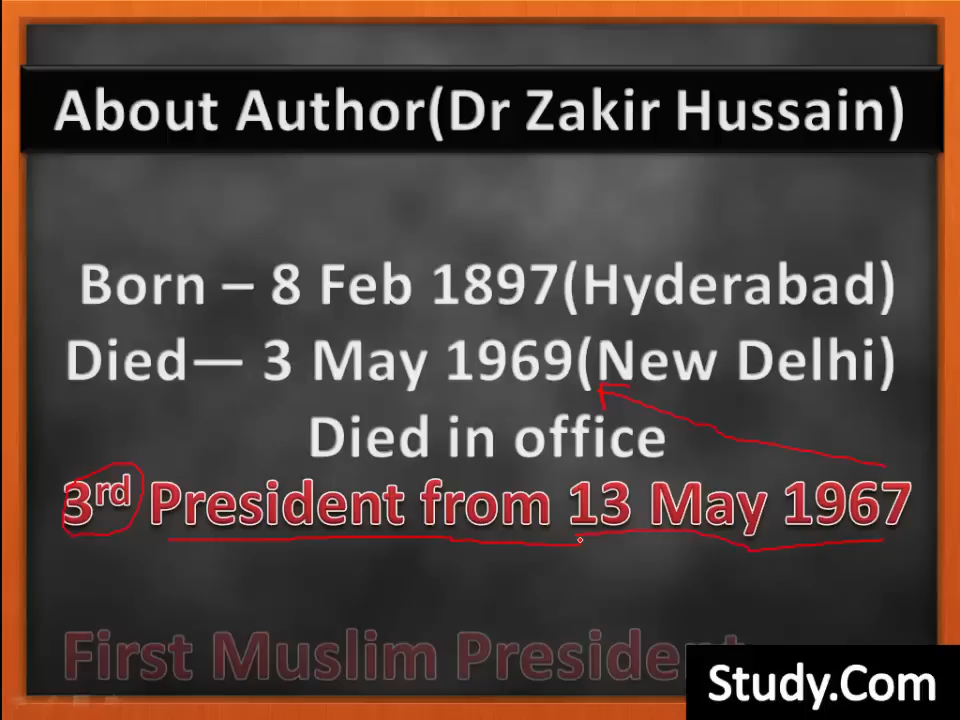 About Author(Dr Zakir Hussain)
Born – 8 Feb 1897(Hyderabad)
Died— 3 May 1969(New Delhi)
Died in office
3rd President from 13 May 1967
First Muslim President
Study.Com